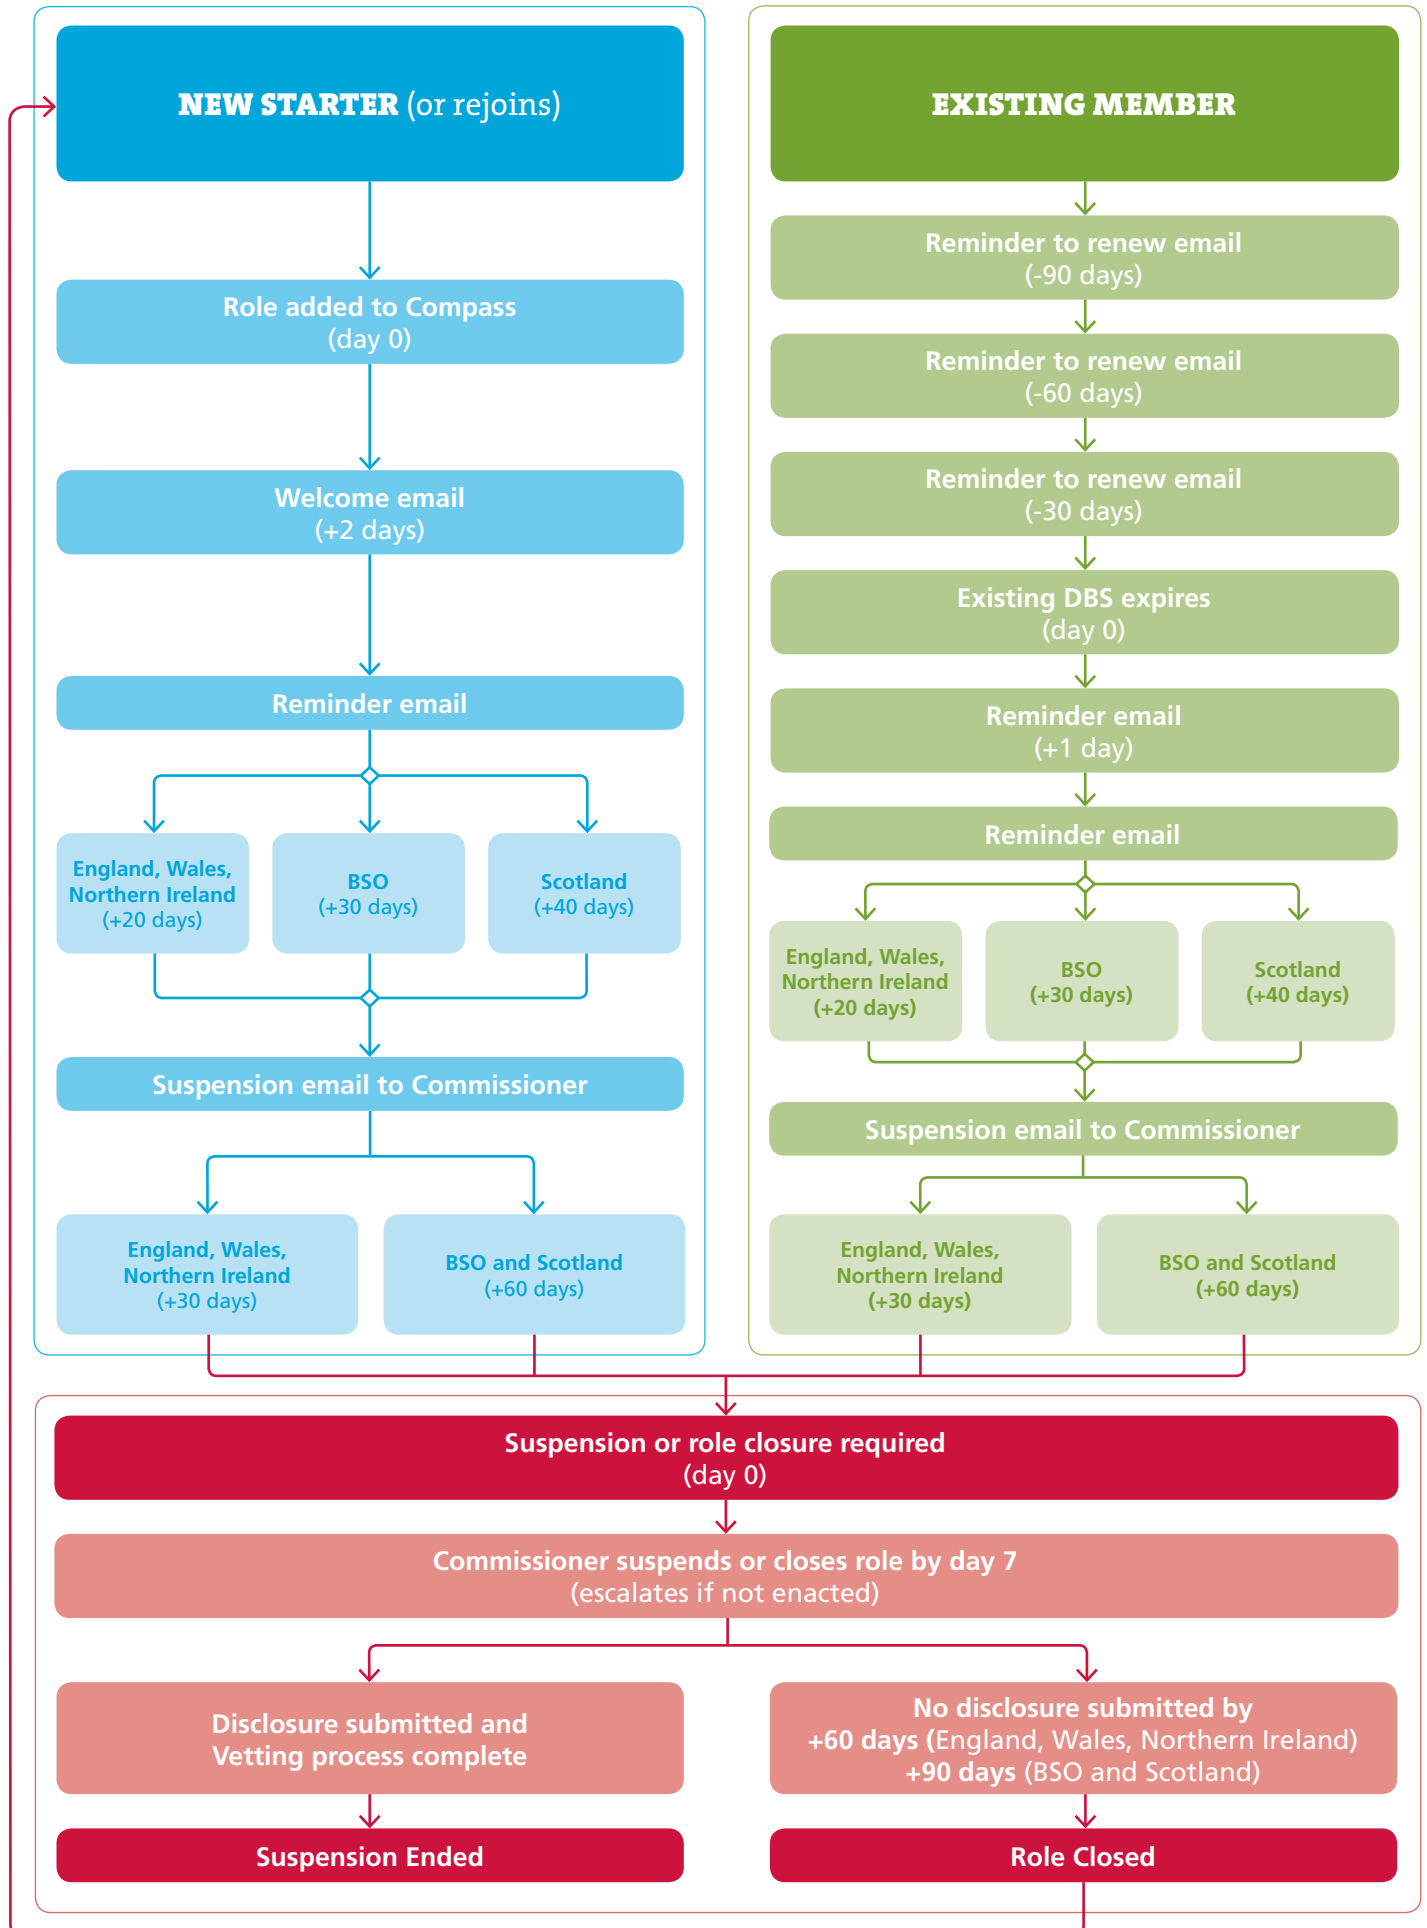 NEW STARTER (or rejoins)
Role added to Compass
(day 0)
Welcome email
(+2 days)
Reminder email
England, Wales,
Northern Ireland
(+20 days)
BSO
(+30 days)
Scotland
(+40 days)
Suspension email to Commissioner
England, Wales,
Northern Ireland
(+30 days)
BSO and Scotland
(+60 days)
EXISTING MEMBER
Reminder to renew email
(-90 days)
Reminder to renew email
(-60 days)
Reminder to renew email
(-30 days)
Existing DBS expires
(day 0)
Reminder email
(+1 day)
Reminder email
England, Wales,
Northern Ireland
(+20 days)
BSO
(+30 days)
Scotland
(+40 days)
Suspension email to Commissioner
England, Wales,
Northern Ireland
(+30 days)
BSO and Scotland
(+60 days)
Suspension or role closure required
(day 0)
Commissioner suspends or closes role by day 7
(escalates if not enacted)
Disclosure submitted and
Vetting process complete
Suspension Ended
No disclosure submitted by
+60 days (England, Wales, Northern Ireland)
+90 days (BSO and Scotland)
Role Closed